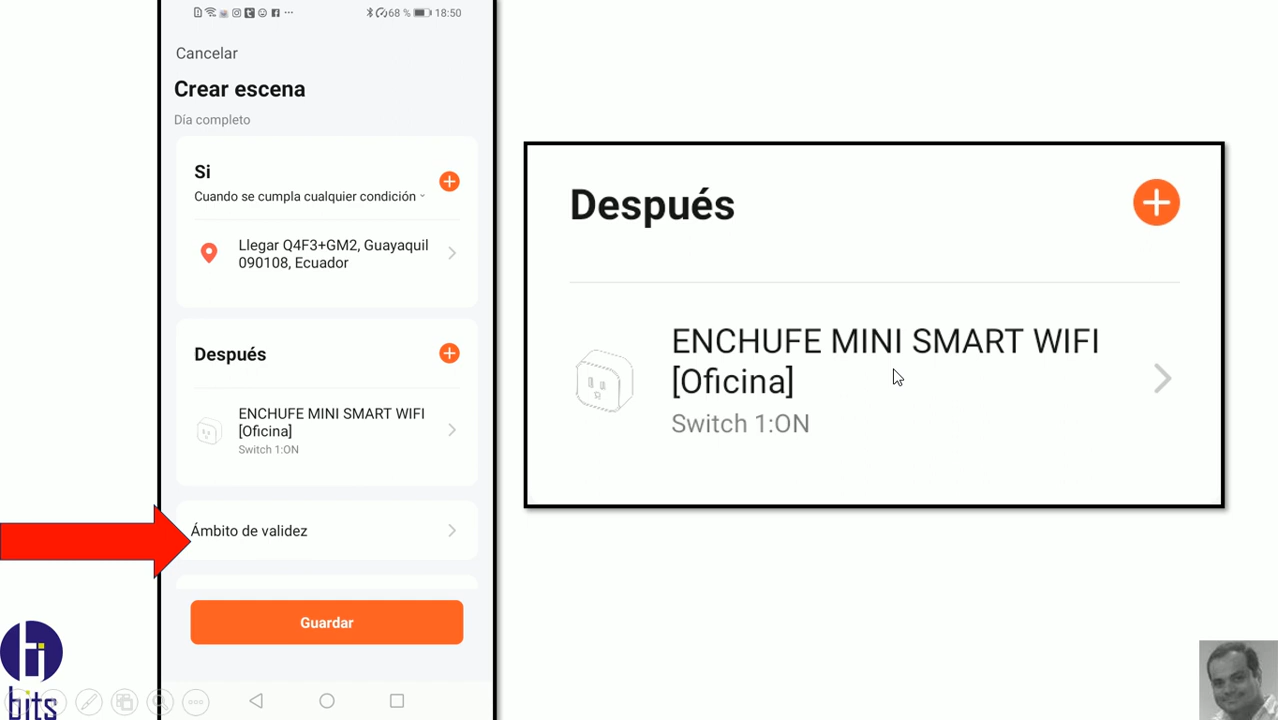 68 % 18:50
Cancelar
Crear escena
Día completo
Si
Cuando se cumpla cualquier condición
Llegar Q4F3+GM2, Guayaquil
090108, Ecuador
Después
ENCHUFE MINI SMART WIFI
[Oficina]
Switch 1:ON
Ámbito de validez
Guardar
Después
ENCHUFE MINI SMART WIFI
[Oficina]
Switch 1:ON
hi
bits